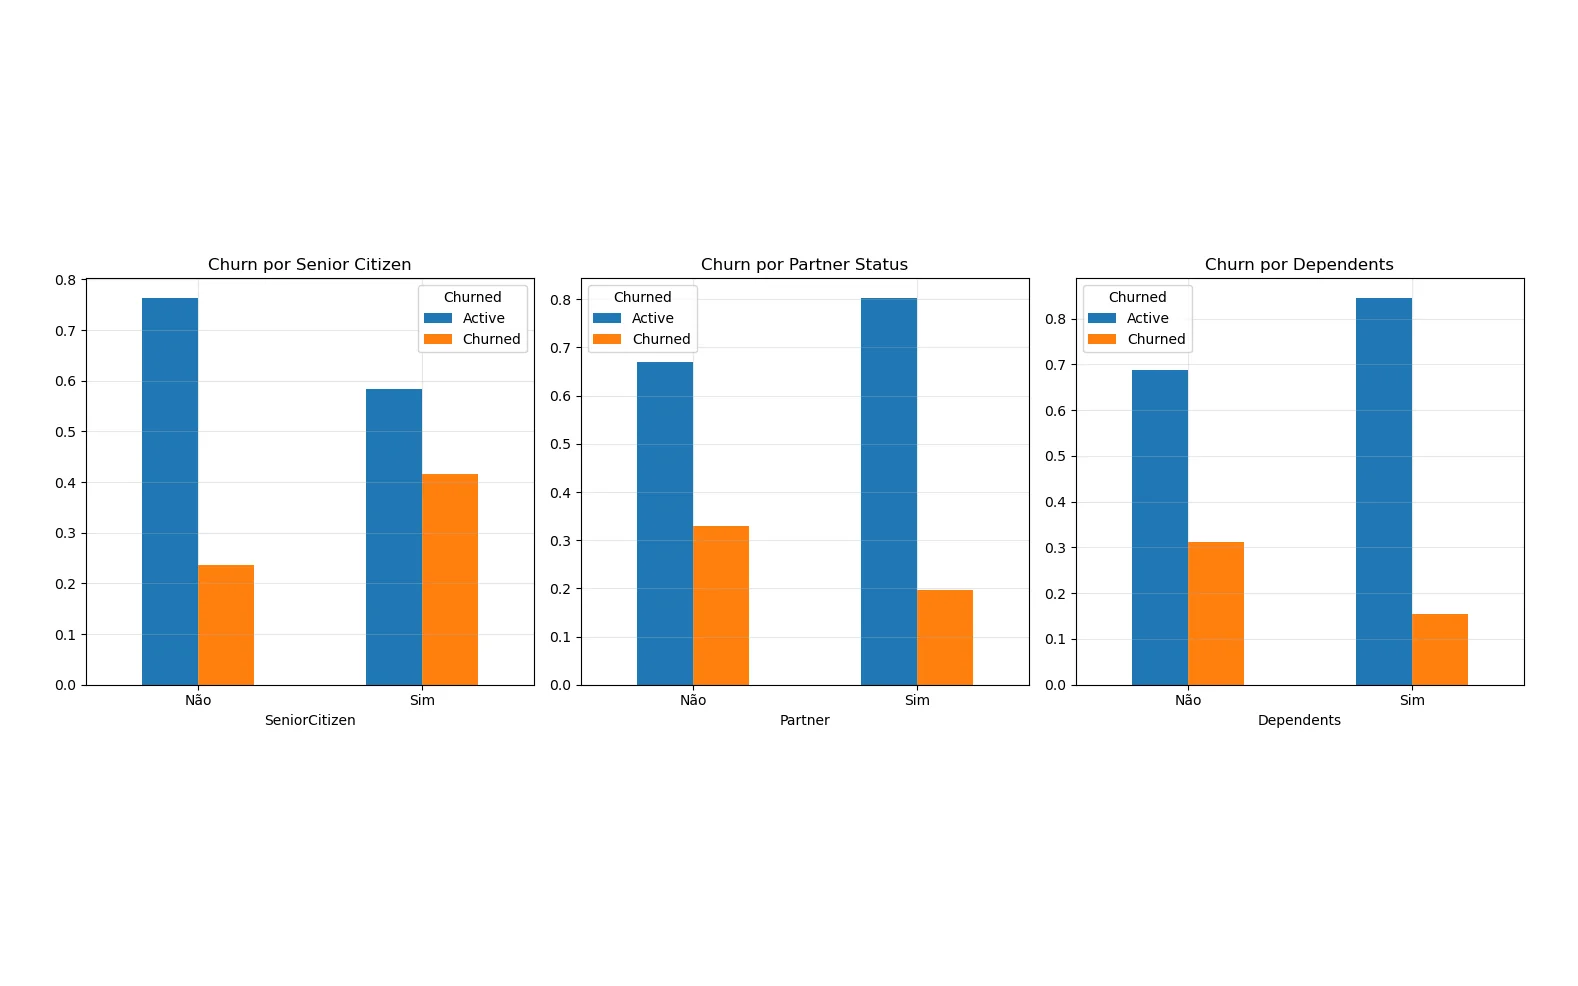 Churn por Senior Citizen
0.8
0.7
0.6
0.5
0.4
0.3
0.2
0.1
0.0
Churned
Active
Churned
Não Sim
SeniorCitizen
Churn por Partner Status
0.8
0.7
0.6
0.5
0.4
0.3
0.2
0.1
0.0
Churned
Active
Churned
Não Sim
Partner
Churn por Dependents
0.8
0.7
0.6
0.5
0.4
0.3
0.2
0.1
0.0
Churned
Active
Churned
Não Sim
Dependents